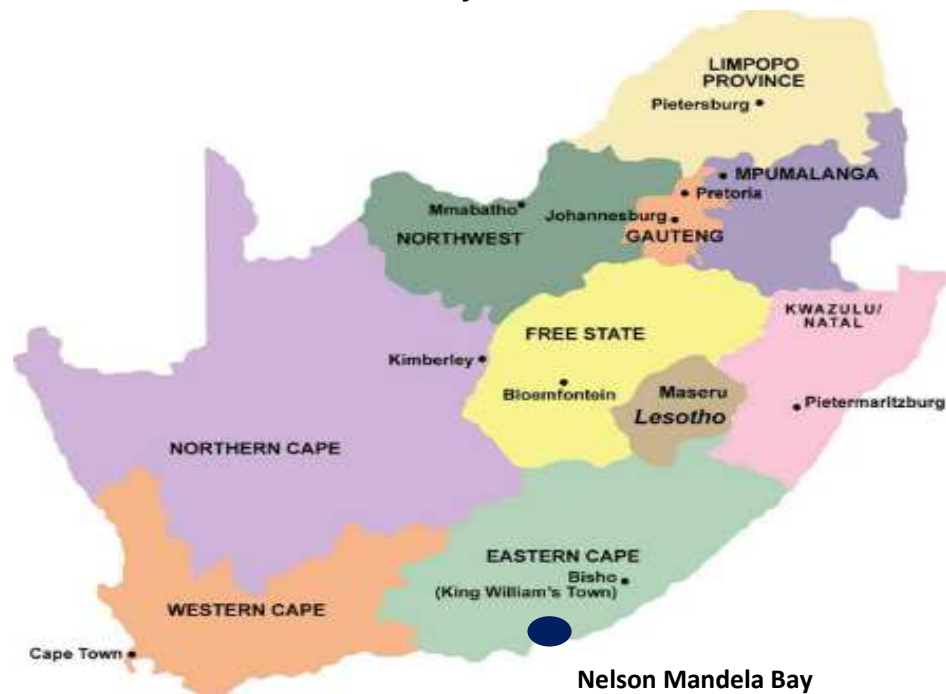 LIMPOPO
PROVINCE
Pietersburg
MPUMALANGA
Pretoria
Mmabatho
Johannesburg
NORTHWEST
GAUTENG
KWAZULU/
NATAL
FREE STATE
Kimberley
Bloemfontein
Maseru
Lesotho
Pietermaritzburg
NORTHERN CAPE
EASTERN CAPE
Bisho
(King William's Town)
WESTERN CAPE
Cape Town
Nelson Mandela Bay